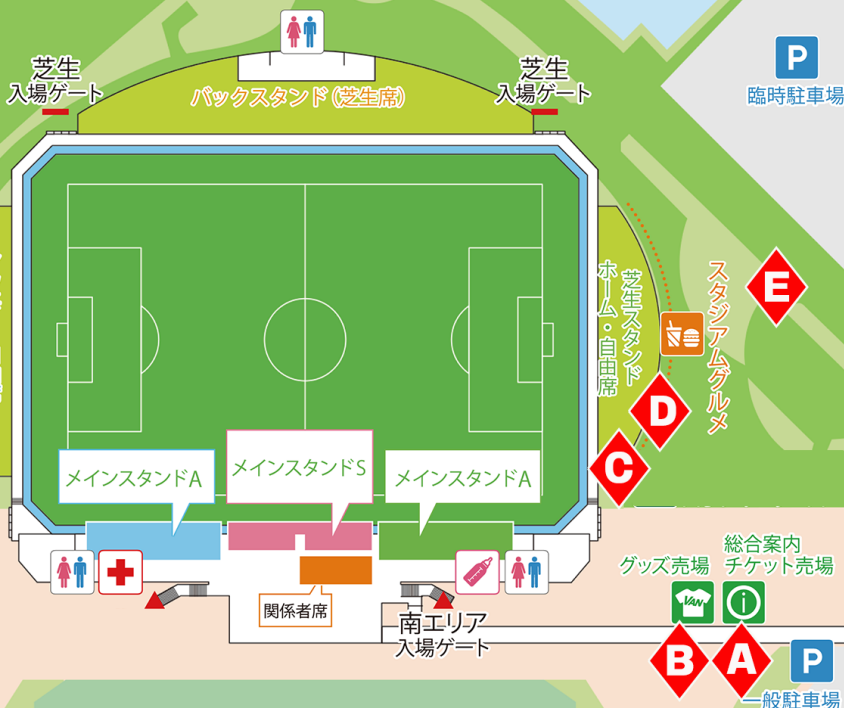 芝生
入場ゲート
バックスタンド（芝生席）
芝生
入場ゲート
P
臨時駐車場
芝生スタンド
ホーム・自由席
スタジアムグルメ
E
D
C
メインスタンドA
メインスタンドS
メインスタンドA
関係者席
南エリア
入場ゲート
グッズ売場
総合案内
チケット売場
VAN
i
B
A
P
一般駐車場